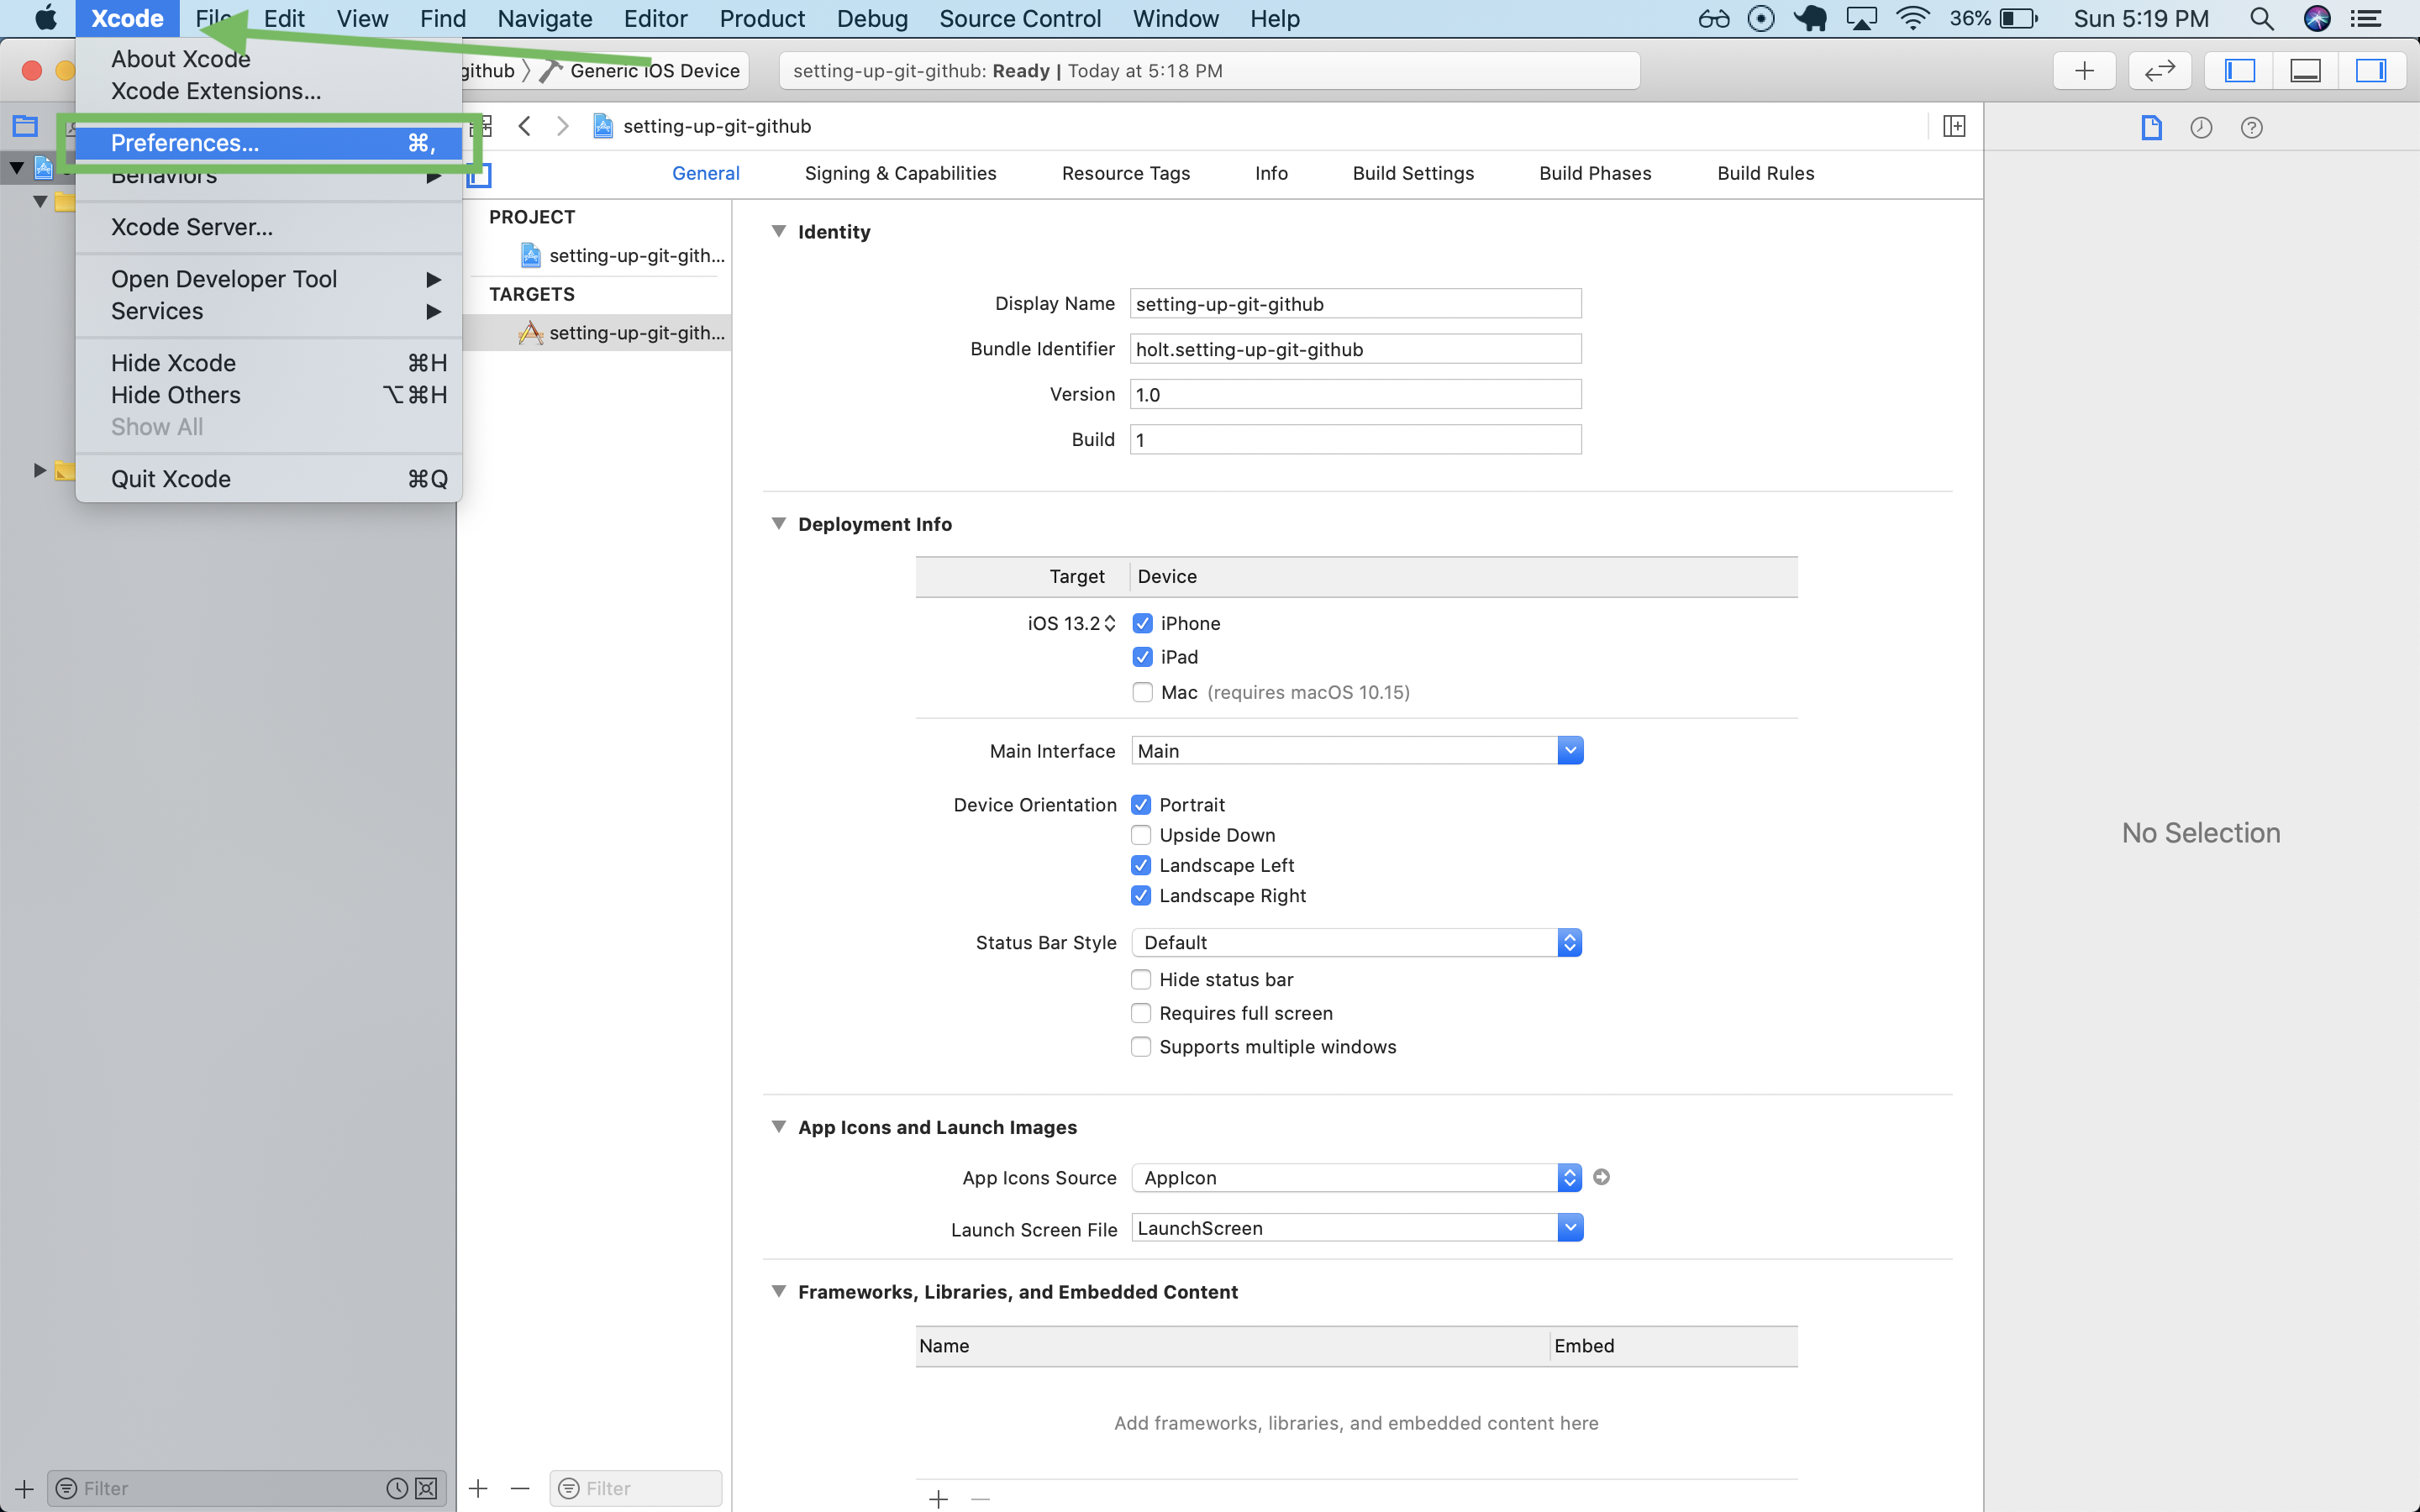 Xcode File Edit View Find Navigate Editor Product Debug Source Control Window Help 36% Sun 5:19 PM
About Xcode
Xcode Extensions...
Preferences... ⌘,
Behaviors
Xcode Server...
Open Developer Tool
Services
Hide Xcode ⌘H
Hide Others ⌥⌘H
Show All
Quit Xcode ⌘Q
github 〉 Generic iOS Device
setting-up-git-github: Ready | Today at 5:18 PM
setting-up-git-github
General Signing & Capabilities Resource Tags Info Build Settings Build Phases Build Rules
PROJECT
setting-up-git-gith...
TARGETS
setting-up-git-gith...
Identity
Display Name setting-up-git-github
Bundle Identifier holt.setting-up-git-github
Version 1.0
Build 1
Deployment Info
Target Device
iOS 13.2 iPhone
iPad
Mac (requires macOS 10.15)
Main Interface Main
Device Orientation Portrait
Upside Down
Landscape Left
Landscape Right
Status Bar Style Default
Hide status bar
Requires full screen
Supports multiple windows
App Icons and Launch Images
App Icons Source AppIcon
Launch Screen File LaunchScreen
Frameworks, Libraries, and Embedded Content
Name Embed
Add frameworks, libraries, and embedded content here
No Selection
Filter
Filter